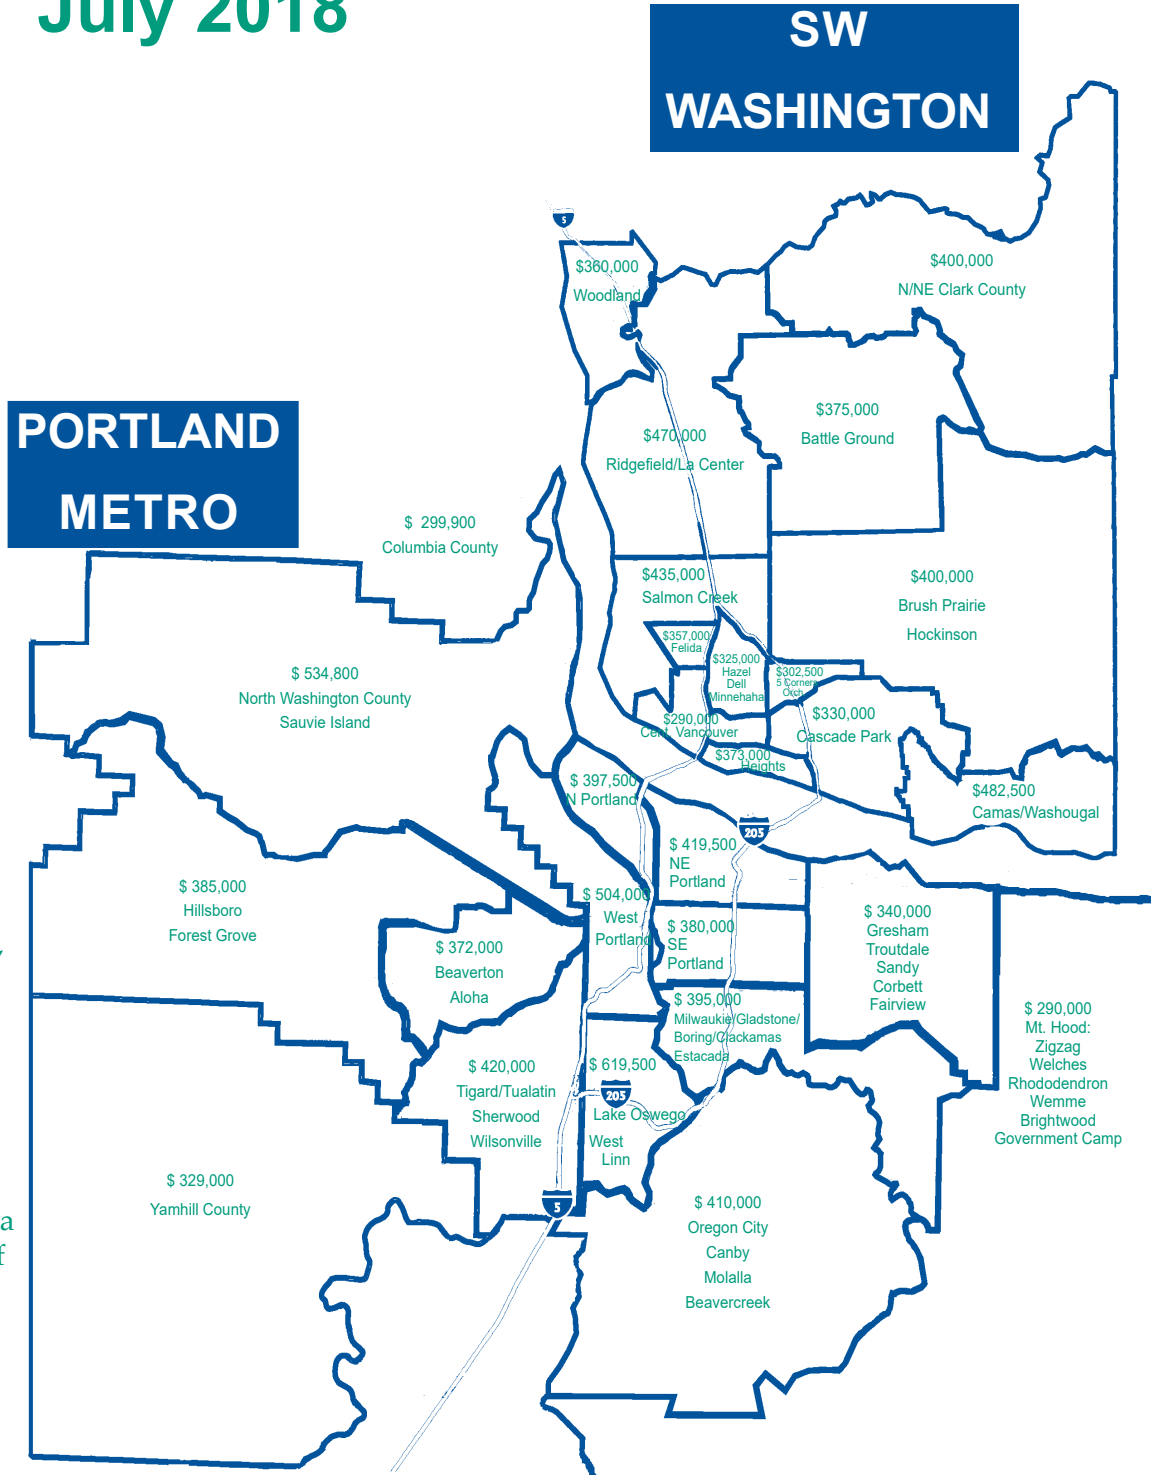 July 2018
SW
WASHINGTON
5
$360,000
Woodland
$400,000
N/NE Clark County
$375,000
Battle Ground
$470,000
Ridgefield/La Center
PORTLAND
METRO
$ 299,900
Columbia County
$435,000
Salmon Creek
$400,000
Brush Prairie
Hockinson
$357,000
Felida
$325,000
Hazel
Dell
Minnehaha
$302,500
5 Corners
Orch.
$ 534,800
North Washington County
Sauvie Island
$290,000
Cent. Vancouver
$330,000
Cascade Park
$373,000
Heights
$482,500
Camas/Washougal
$ 397,500
N Portland
205
$ 419,500
NE
Portland
$ 385,000
Hillsboro
Forest Grove
$ 504,000
West
Portland
$ 380,000
SE
Portland
$ 340,000
Gresham
Troutdale
Sandy
Corbett
Fairview
$ 372,000
Beaverton
Aloha
$ 395,000
Milwaukie/Gladstone/
Boring/Clackamas
Estacada
$ 290,000
Mt. Hood:
Zigzag
Welches
Rhododendron
Wemme
Brightwood
Government Camp
$ 420,000
Tigard/Tualatin
Sherwood
Wilsonville
$ 619,500
205
Lake Oswego
West
Linn
$ 329,000
Yamhill County
5
$ 410,000
Oregon City
Canby
Molalla
Beavercreek
a
f